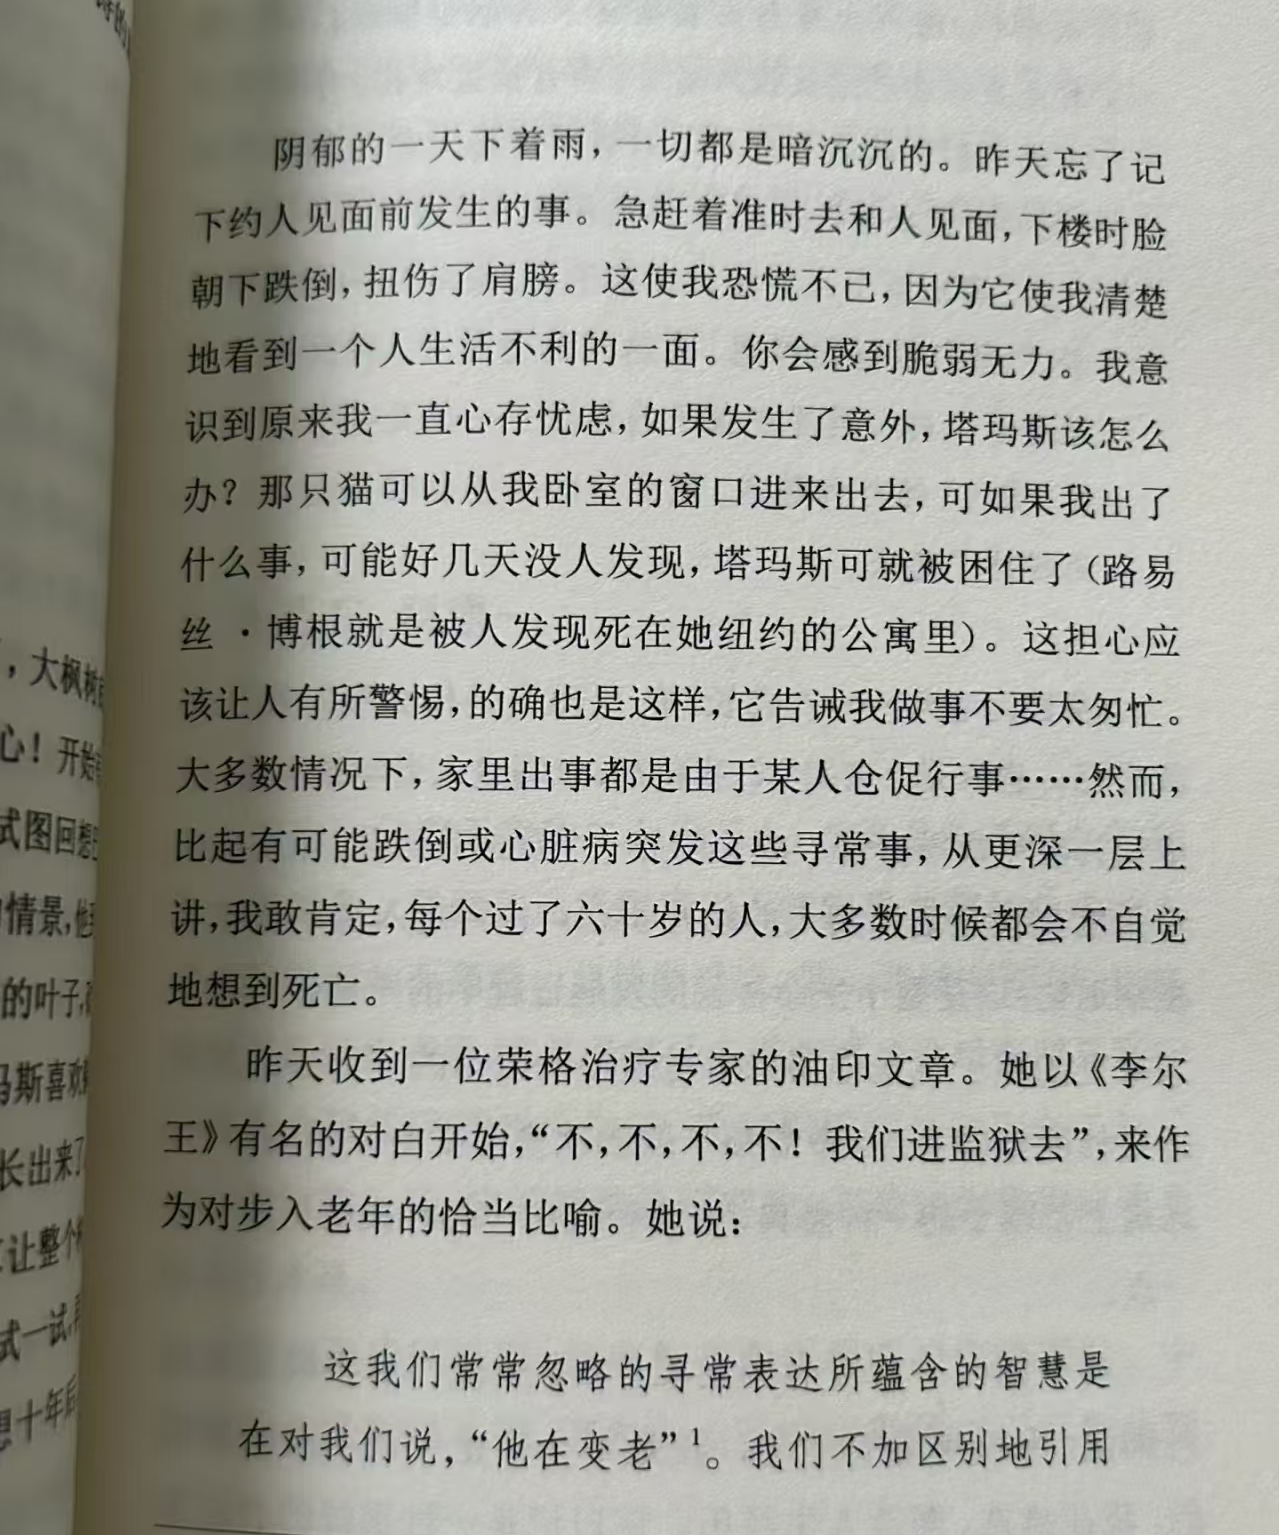 ，大枫树
心！开始
试图回想
情景，他
的叶子，
玛斯喜欢
长出来了
让整个
试一试，
想十年后
阴郁的一天下着雨，一切都是暗沉沉的。昨天忘了记
下约人见面前发生的事。急赶着准时去和人见面，下楼时脸
朝下跌倒，扭伤了肩膀。这使我恐慌不已，因为它使我清楚
地看到一个人生活不利的一面。你会感到脆弱无力。我意
识到原来我一直心存忧虑，如果发生了意外，塔玛斯该怎么
办？那只猫可以从我卧室的窗口进来出去，可如果我出了
什么事，可能好几天没人发现，塔玛斯可就被困住了（路易
丝·博根就是被人发现死在她纽约的公寓里）。这担心应
该让人有所警惕，的确也是这样，它告诫我做事不要太匆忙。
大多数情况下，家里出事都是由于某人仓促行事……然而，
比起有可能跌倒或心脏病突发这些寻常事，从更深一层上
讲，我敢肯定，每个过了六十岁的人，大多数时候都会不自觉
地想到死亡。
昨天收到一位荣格治疗专家的油印文章。她以《李尔
王》有名的对白开始，“不，不，不，不！我们进监狱去”，来作
为对步入老年的恰当比喻。她说：
这我们常常忽略的寻常表达所蕴含的智慧是
在对我们说，“他在变老”1。我们不加区别地引用